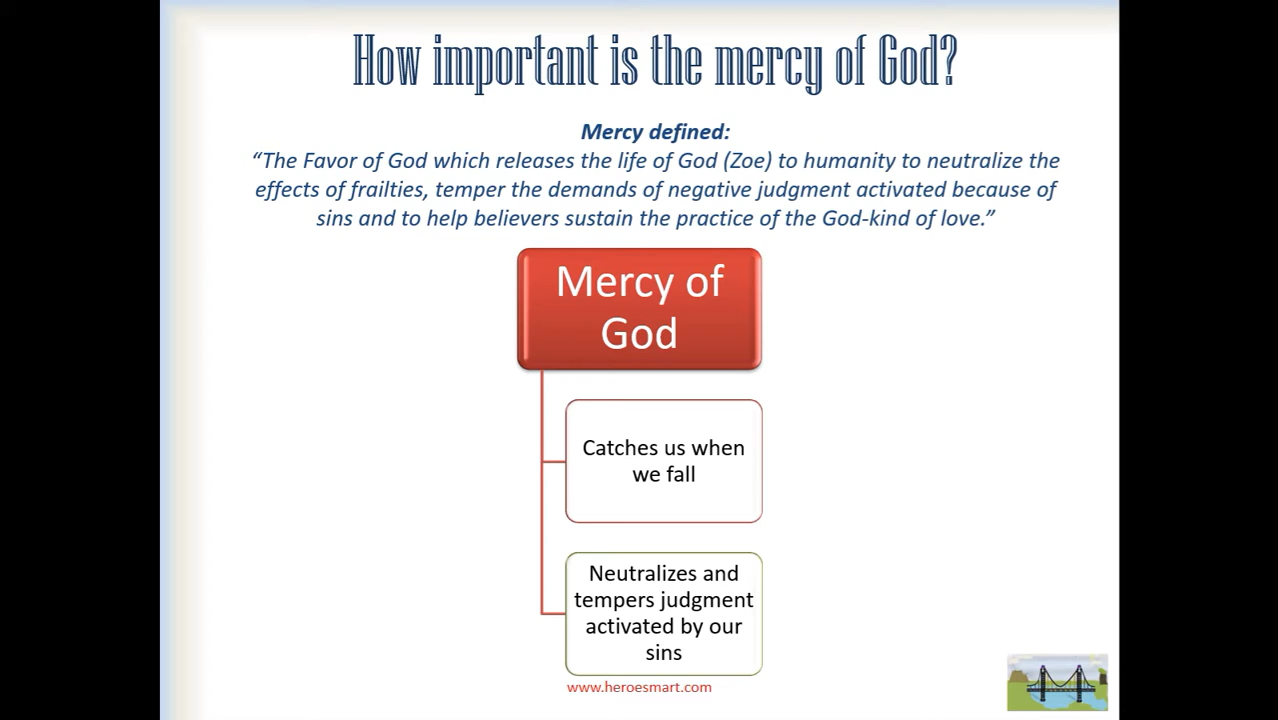 How important is the mercy of God?
Mercy defined:
“The Favor of God which releases the life of God (Zoe) to humanity to neutralize the
effects of frailties, temper the demands of negative judgment activated because of
sins and to help believers sustain the practice of the God-kind of love.”
Mercy of
God
Catches us when
we fall
Neutralizes and
tempers judgment
activated by our
sins
www.heroesmart.com